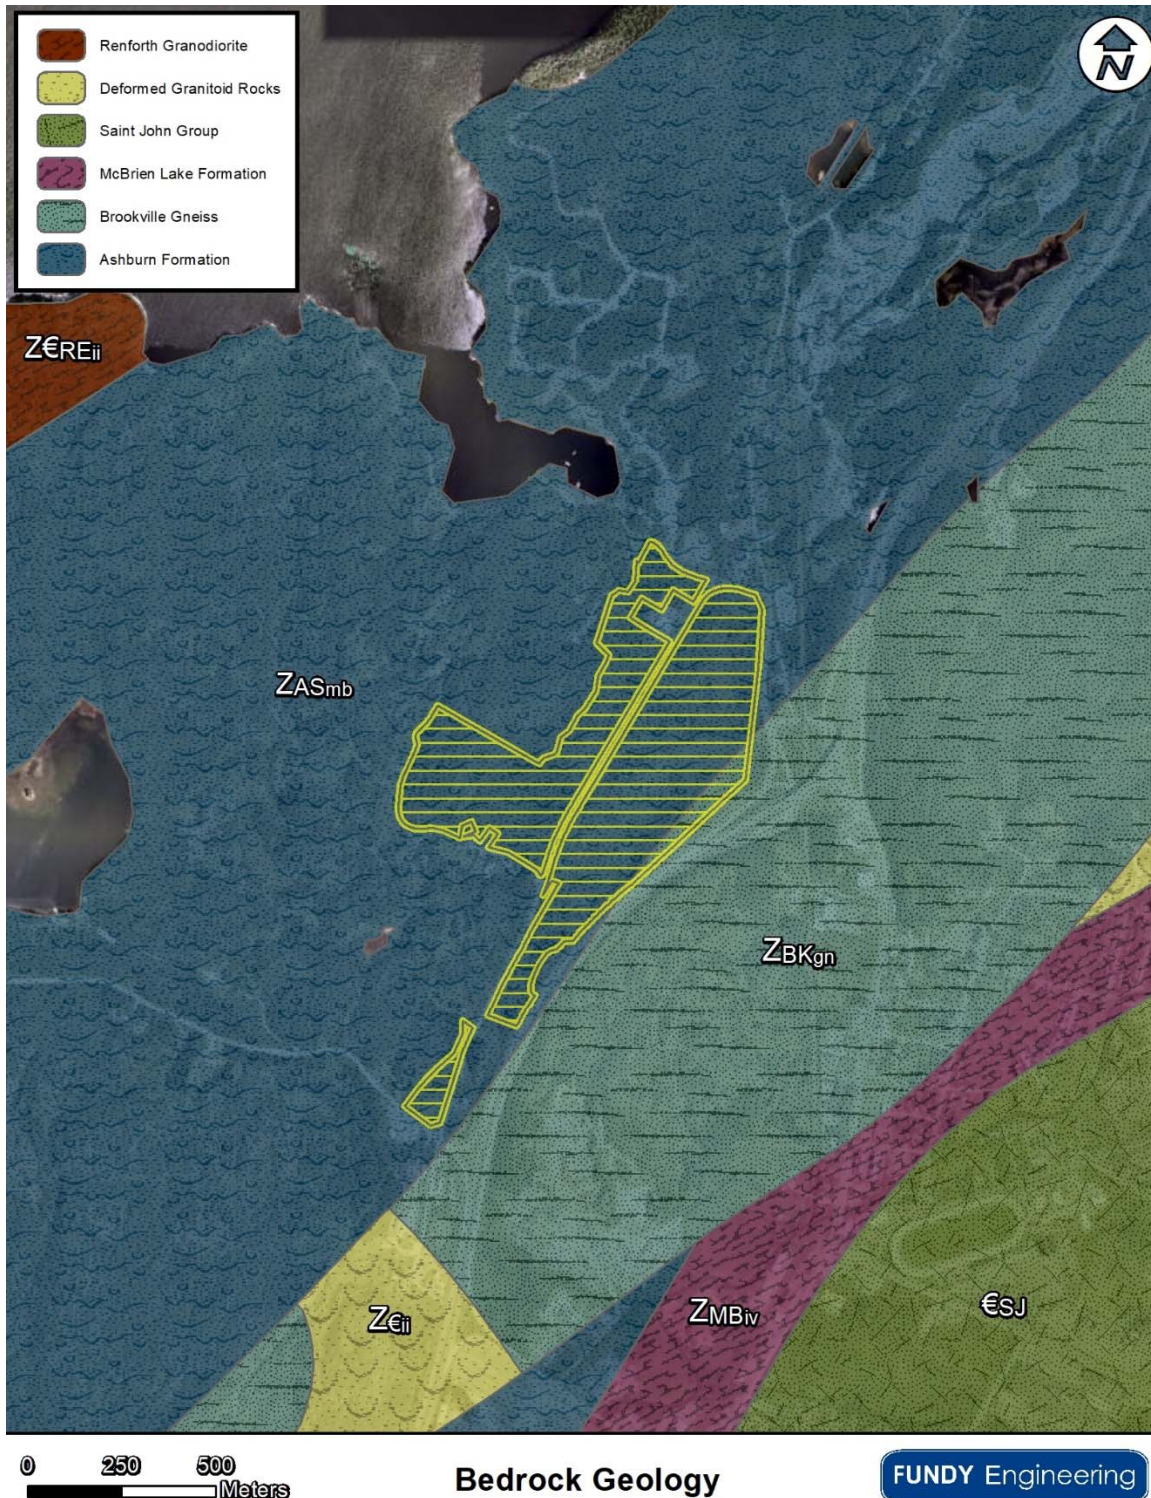 Renforth Granodiorite
Deformed Granitoid Rocks
Saint John Group
McBrien Lake Formation
Brookville Gneiss
Ashburn Formation
N
Z€REii
ZASmb
ZBKgn
Z€ii
ZMBiv
€SJ
0 250 500
Meters
Bedrock Geology
FUNDY Engineering